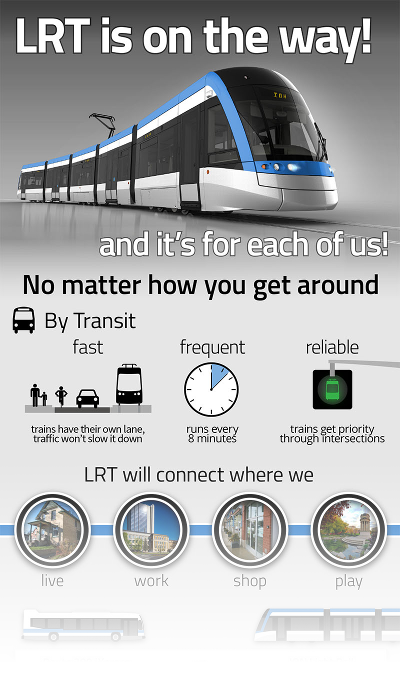 LRT is on the way!
and it's for each of us!
No matter how you get around
By Transit
fast
frequent
reliable
trains have their own lane,
traffic won't slow it down
runs every
8 minutes
trains get priority
through intersections
LRT will connect where we
live
work
shop
play